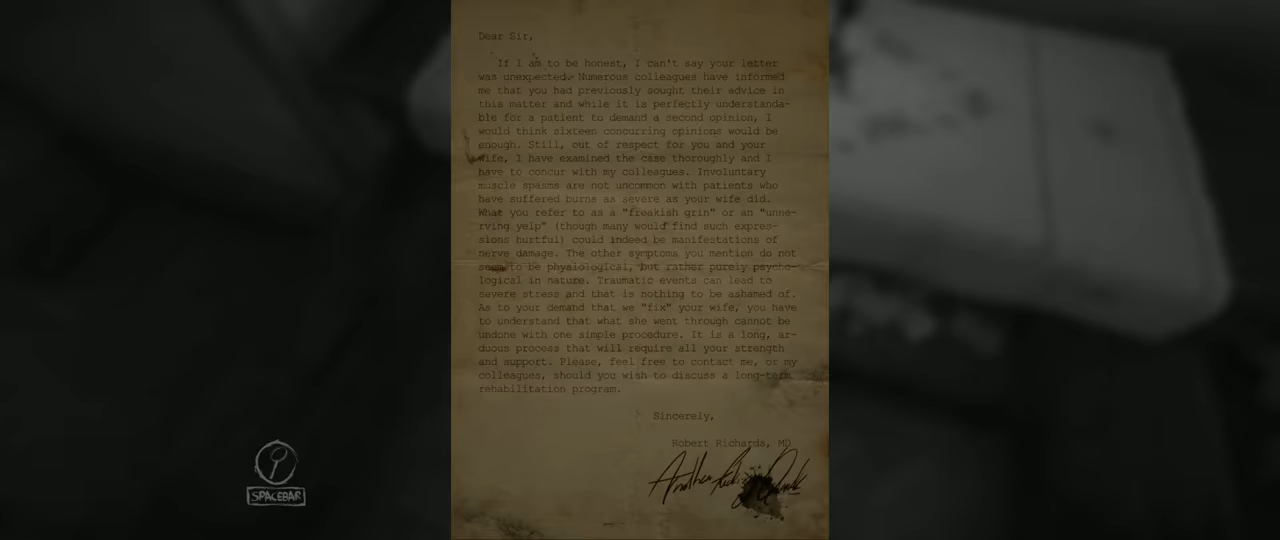 Dear Sir,
If I am to be honest, I can't say your letter
was unexpected. Numerous colleagues have informed
me that you had previously sought their advice in
this matter and while it is perfectly understanda-
ble for a patient to demand a second opinion, I
would think sixteen concurring opinions would be
enough. Still, out of respect for you and your
wife, I have examined the case thoroughly and I
have to concur with my colleagues. Involuntary
muscle spasms are not uncommon with patients who
have suffered burns as severe as your wife did.
What you refer to as a "freakish grin" or an "unne-
rving yelp" (though many would find such expres-
sions hurtful) could indeed be manifestations of
nerve damage. The other symptoms you mention do not
seem to be physiological, but rather purely psycho-
logical in nature. Traumatic events can lead to
severe stress and that is nothing to be ashamed of.
As to your demand that we "fix" your wife, you have
to understand that what she went through cannot be
undone with one simple procedure. It is a long, ar-
duous process that will require all your strength
and support. Please, feel free to contact me, or my
colleagues, should you wish to discuss a long-term
rehabilitation program.
Sincerely,
Robert Richards, MD
Another
SPACEBAR